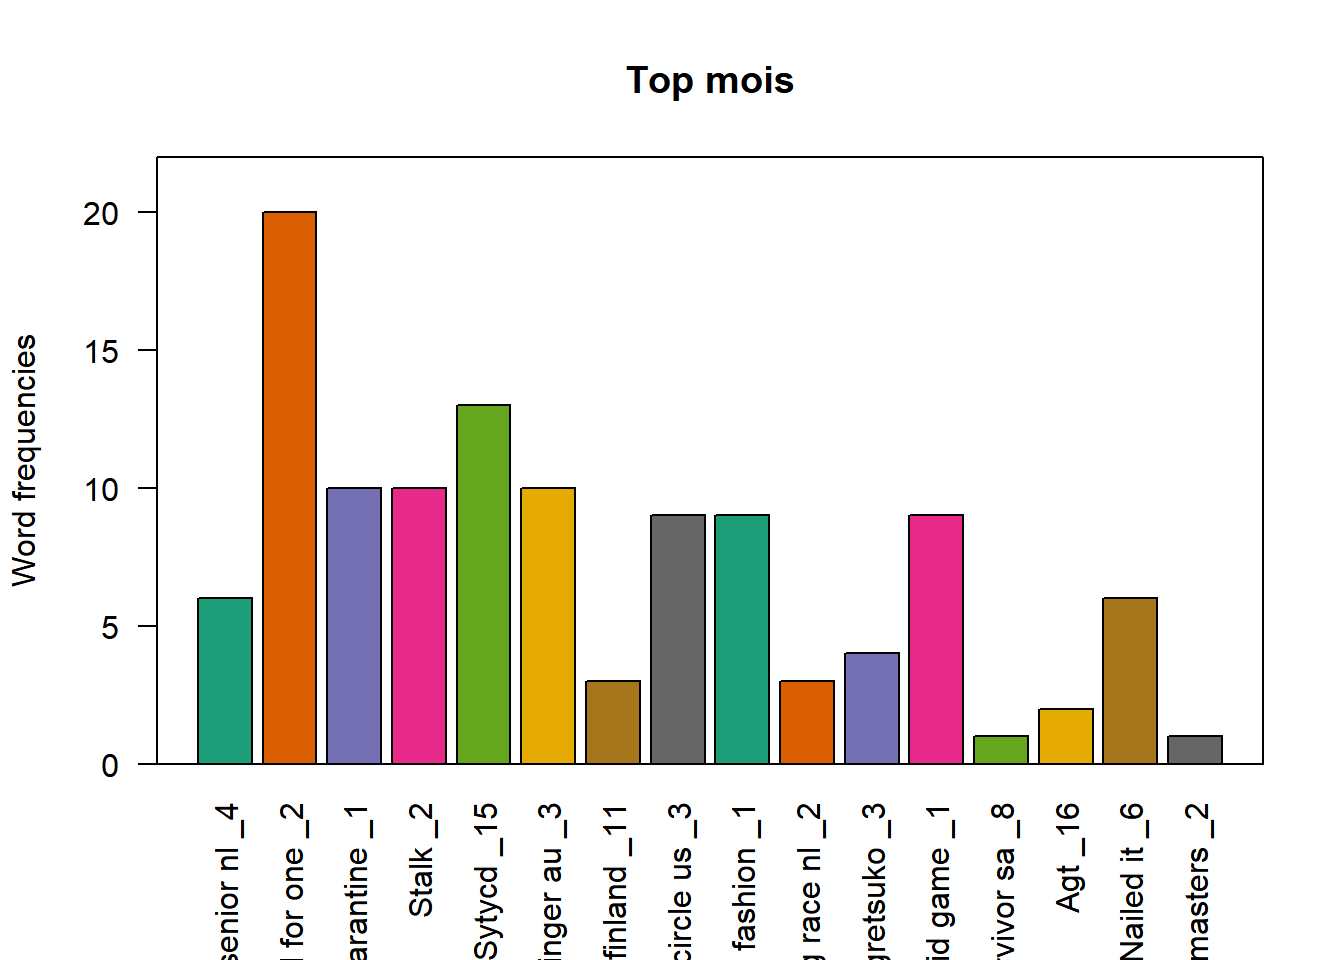 Top mois
Word frequencies
20
15
10
5
0
senior nl _4
for one _2
arantine _1
Stalk _2
Sytycd _15
inger au _3
finland _11
circle us _3
fashion _1
race nl _2
gretsuko _3
id game _1
vivor sa _8
Agt _16
Nailed it _6
masters _2